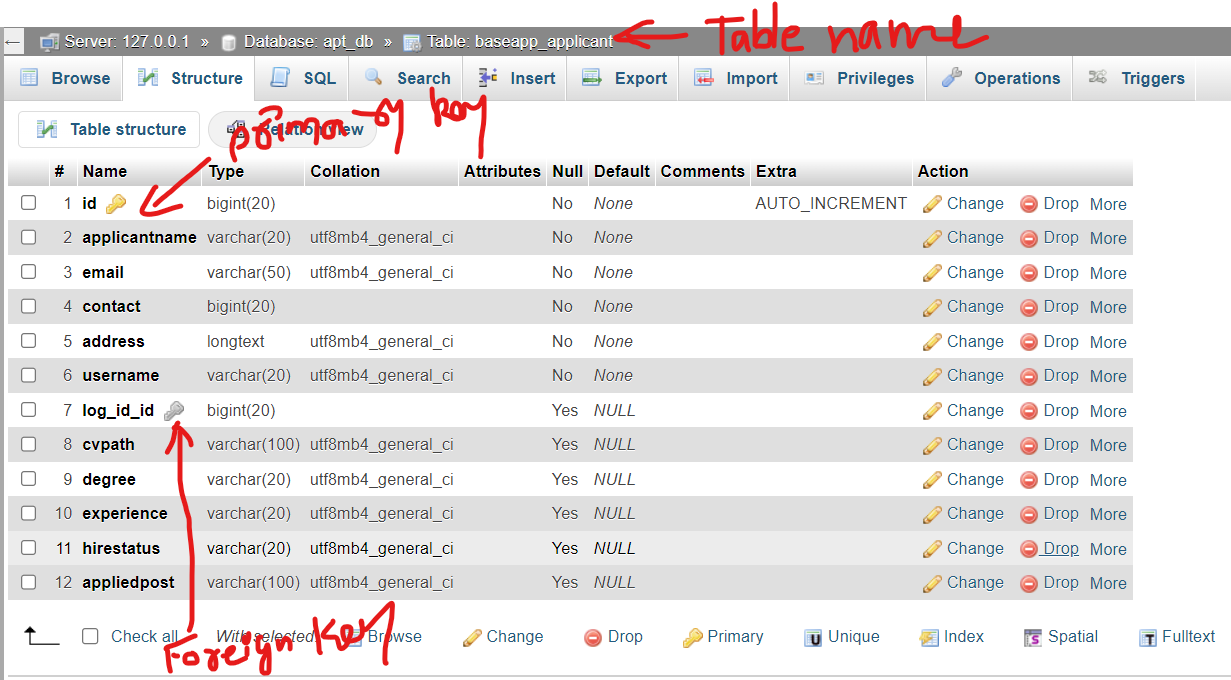 ← Server: 127.0.0.1 » Database: apt_db » Table: baseapp_applicant Table name
Browse Structure SQL Search Insert Export Import Privileges Operations Triggers
Table structure Relation view primary key
# Name Type Collation Attributes Null Default Comments Extra Action
1 id bigint(20) No None AUTO_INCREMENT Change Drop More
2 applicantname varchar(20) utf8mb4_general_ci No None Change Drop More
3 email varchar(50) utf8mb4_general_ci No None Change Drop More
4 contact bigint(20) No None Change Drop More
5 address longtext utf8mb4_general_ci No None Change Drop More
6 username varchar(20) utf8mb4_general_ci No None Change Drop More
7 log_id_id bigint(20) Yes NULL Change Drop More
8 cvpath varchar(100) utf8mb4_general_ci Yes NULL Change Drop More
9 degree varchar(20) utf8mb4_general_ci Yes NULL Change Drop More
10 experience varchar(20) utf8mb4_general_ci Yes NULL Change Drop More
11 hirestatus varchar(20) utf8mb4_general_ci Yes NULL Change Drop More
12 appliedpost varchar(100) utf8mb4_general_ci Yes NULL Change Drop More
Check all With selected: Browse Change Drop Primary U Unique Index S Spatial T Fulltext
Foreign Key